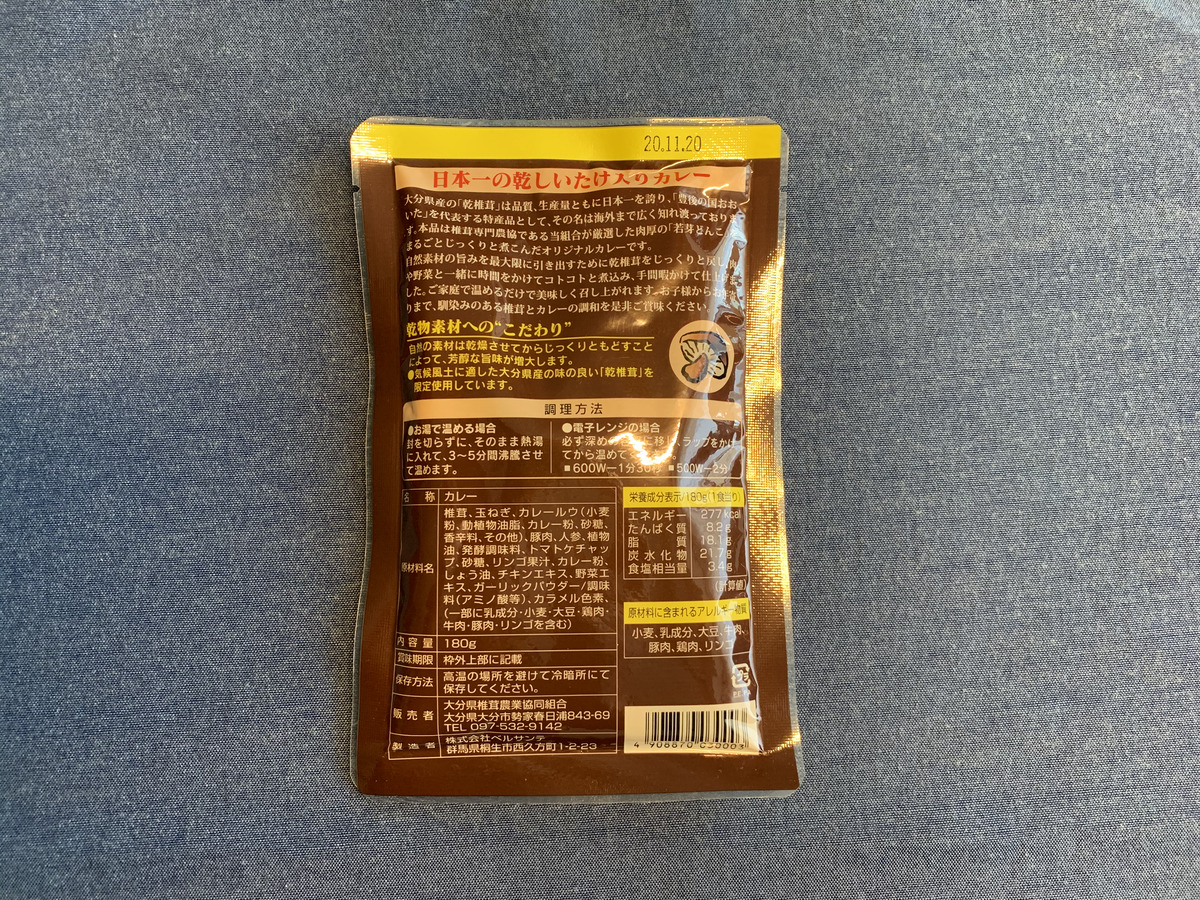 20.11.20
日本一の乾しいたけ入りカレー
大分県産の「乾椎茸」は品質、生産量ともに日本一を誇り、「豊後の国おお
いた」を代表する特産品として、その名は海外まで広く知れ渡っており
す。本品は椎茸専門農協である当組合が厳選した肉厚の「若芽どんこ
まるごとじっくりと煮こんだオリジナルカレーです。
自然素材の旨みを最大限に引き出すために乾椎茸をじっくりと戻し、肉
や野菜と一緒に時間をかけてコトコトと煮込み、手間暇かけて仕上げ
した。ご家庭で温めるだけで美味しく召し上がれます。お子様からお年
りまで、馴染みのある椎茸とカレーの調和を是非ご賞味ください
乾物素材への“こだわり”
自然の素材は乾燥させてからじっくりともどすこと
によって、芳醇な旨味が増大します。
●気候風土に適した大分県産の味の良い「乾椎茸」を
限定使用しています。
調理方法
●お湯で温める場合
封を切らずに、そのまま熱湯
に入れて、3〜5分間沸騰させ
て温めます。
●電子レンジの場合
必ず深めの に移し、ラップをかけ
てから温めて
■600W―1分30秒 ■500W―2分
名 称 カレー
原材料名 椎茸、玉ねぎ、カレールウ(小麦
粉、動植物油脂、カレー粉、砂糖、
香辛料、その他)、豚肉、人参、植物
油、発酵調味料、トマトケチャッ
プ、砂糖、リンゴ果汁、カレー粉、
しょう油、チキンエキス、野菜エ
キス、ガーリックパウダー/調味
料(アミノ酸等)、カラメル色素、
(一部に乳成分・小麦・大豆・鶏肉・
牛肉・豚肉・リンゴを含む)
内容量 180g
賞味期限 枠外上部に記載
保存方法 高温の場所を避けて冷暗所にて
保存してください。
販売者 大分県椎茸農業協同組合
大分県大分市勢家春日浦843-69
TEL 097-532-9142
製造者 株式会社ベルサンテ
群馬県桐生市西久方町1-2-23
栄養成分表示/180g(1食当り)
エネルギー 277kcal
たんぱく質 8.2g
脂 質 18.1g
炭水化物 21.7g
食塩相当量 3.4g
(計算値)
原材料に含まれるアレルギー物質
小麦、乳成分、大豆、牛肉、
豚肉、鶏肉、リンゴ
プラ